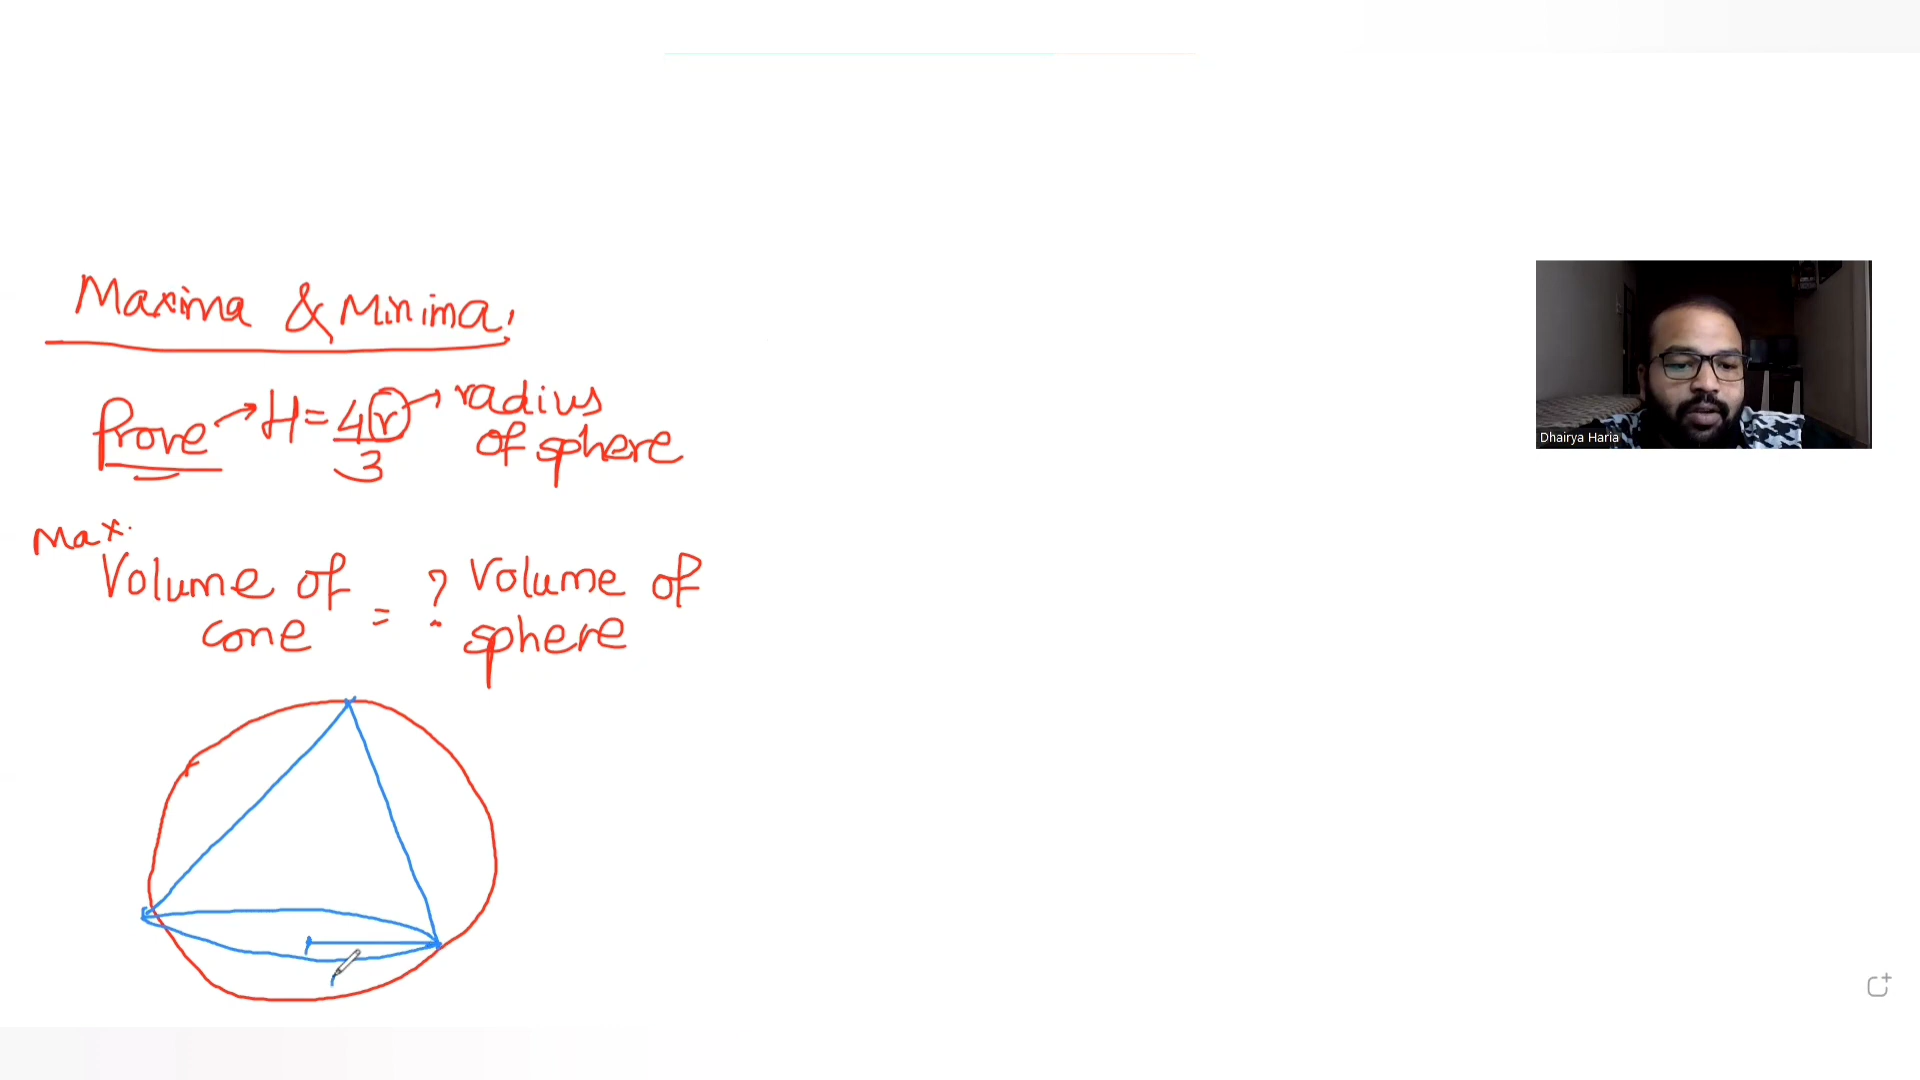 Maxima & Minima,
Prove → H = 4r/3 → radius
of sphere
Max.
Volume of = ? Volume of
cone sphere
Dhairya Haria